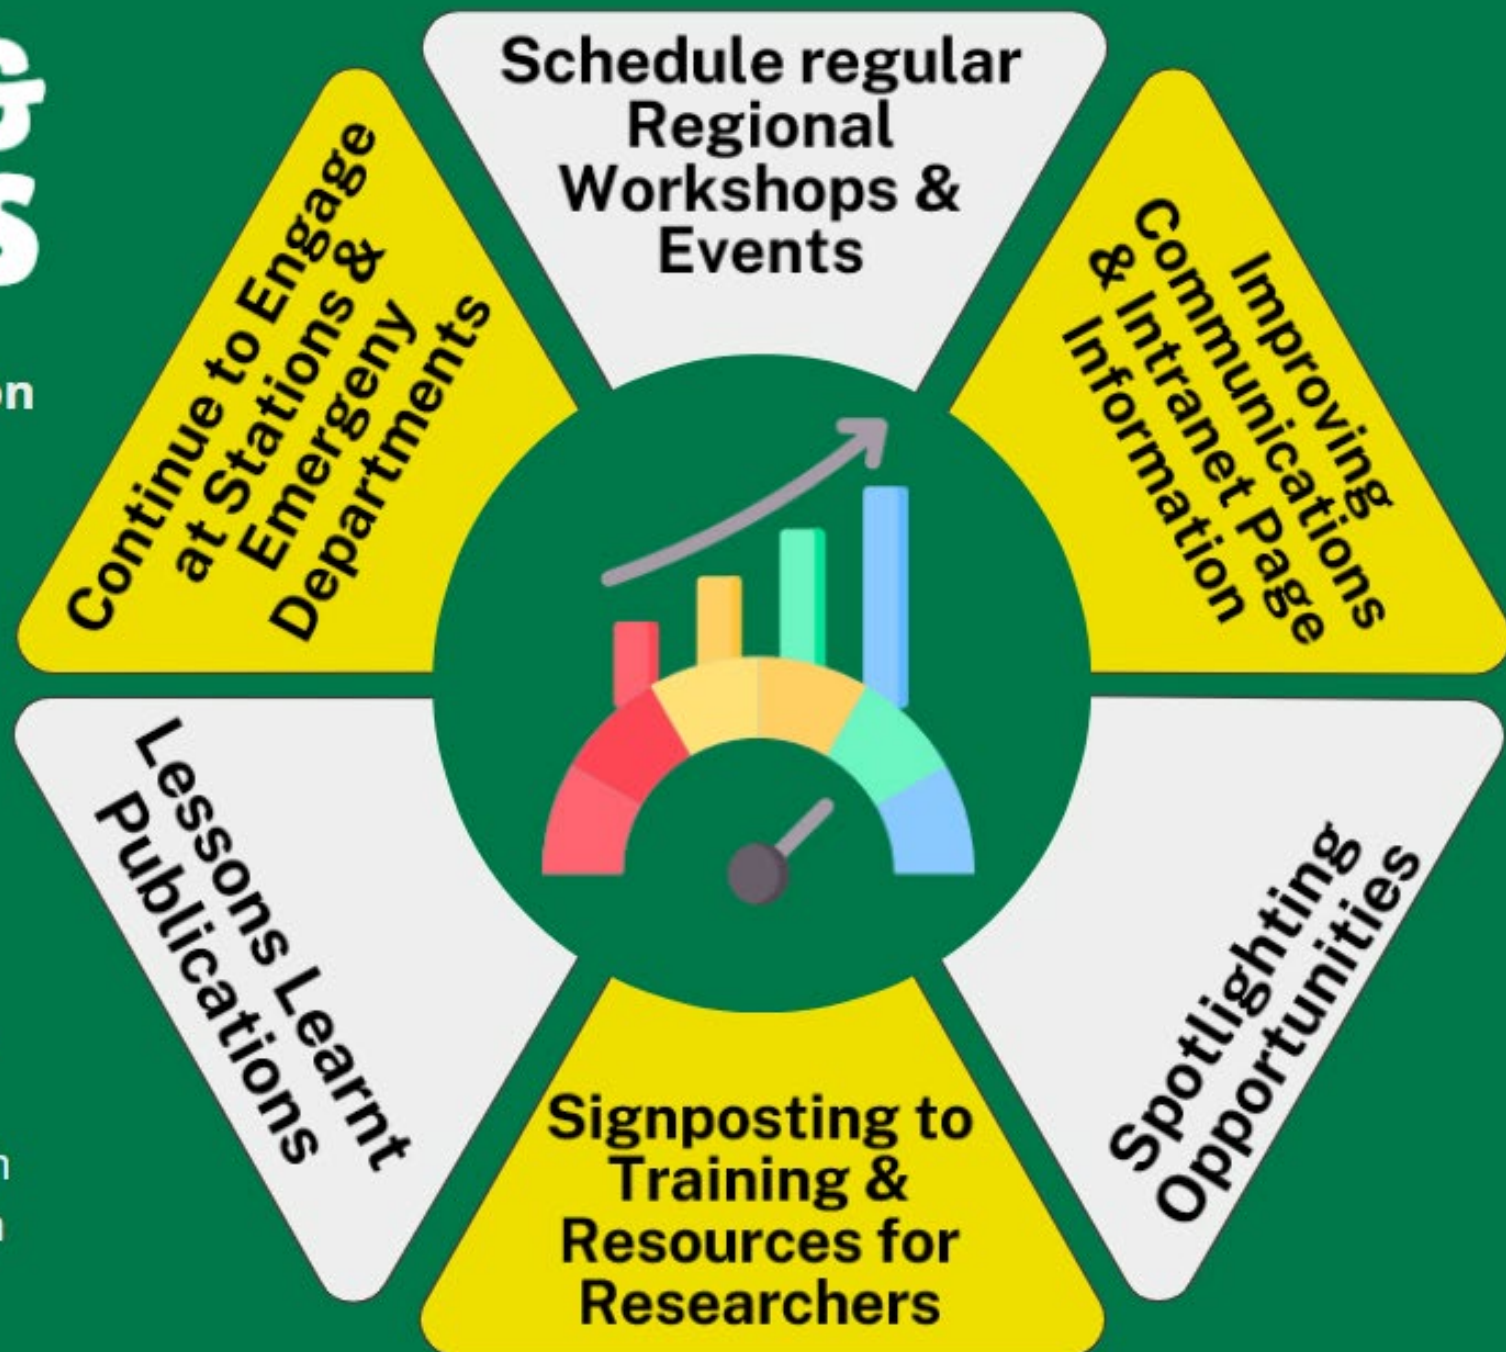 &
S
on
Schedule regular
Regional
Workshops &
Events
Improving
Communications
& Intranet Page
Information
Spotlighting
Opportunities
Signposting to
Training &
Resources for
Researchers
Lessons Learnt
Publications
Continue to Engage
at Stations &
Emergeny
Departments